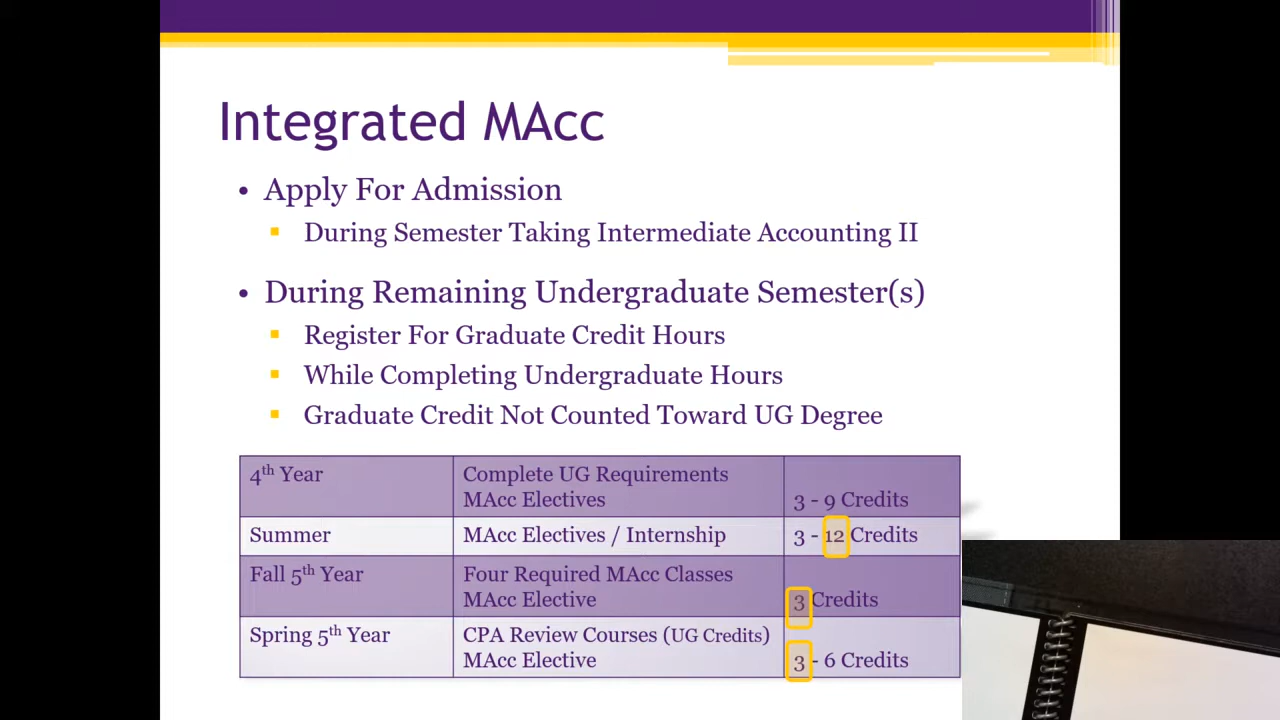 Integrated MAcc
• Apply For Admission
▪ During Semester Taking Intermediate Accounting II
• During Remaining Undergraduate Semester(s)
▪ Register For Graduate Credit Hours
▪ While Completing Undergraduate Hours
▪ Graduate Credit Not Counted Toward UG Degree
4th Year Complete UG Requirements
MAcc Electives 3 - 9 Credits
Summer MAcc Electives / Internship 3 - 12 Credits
Fall 5th Year Four Required MAcc Classes
MAcc Elective 3 Credits
Spring 5th Year CPA Review Courses (UG Credits)
MAcc Elective 3 - 6 Credits